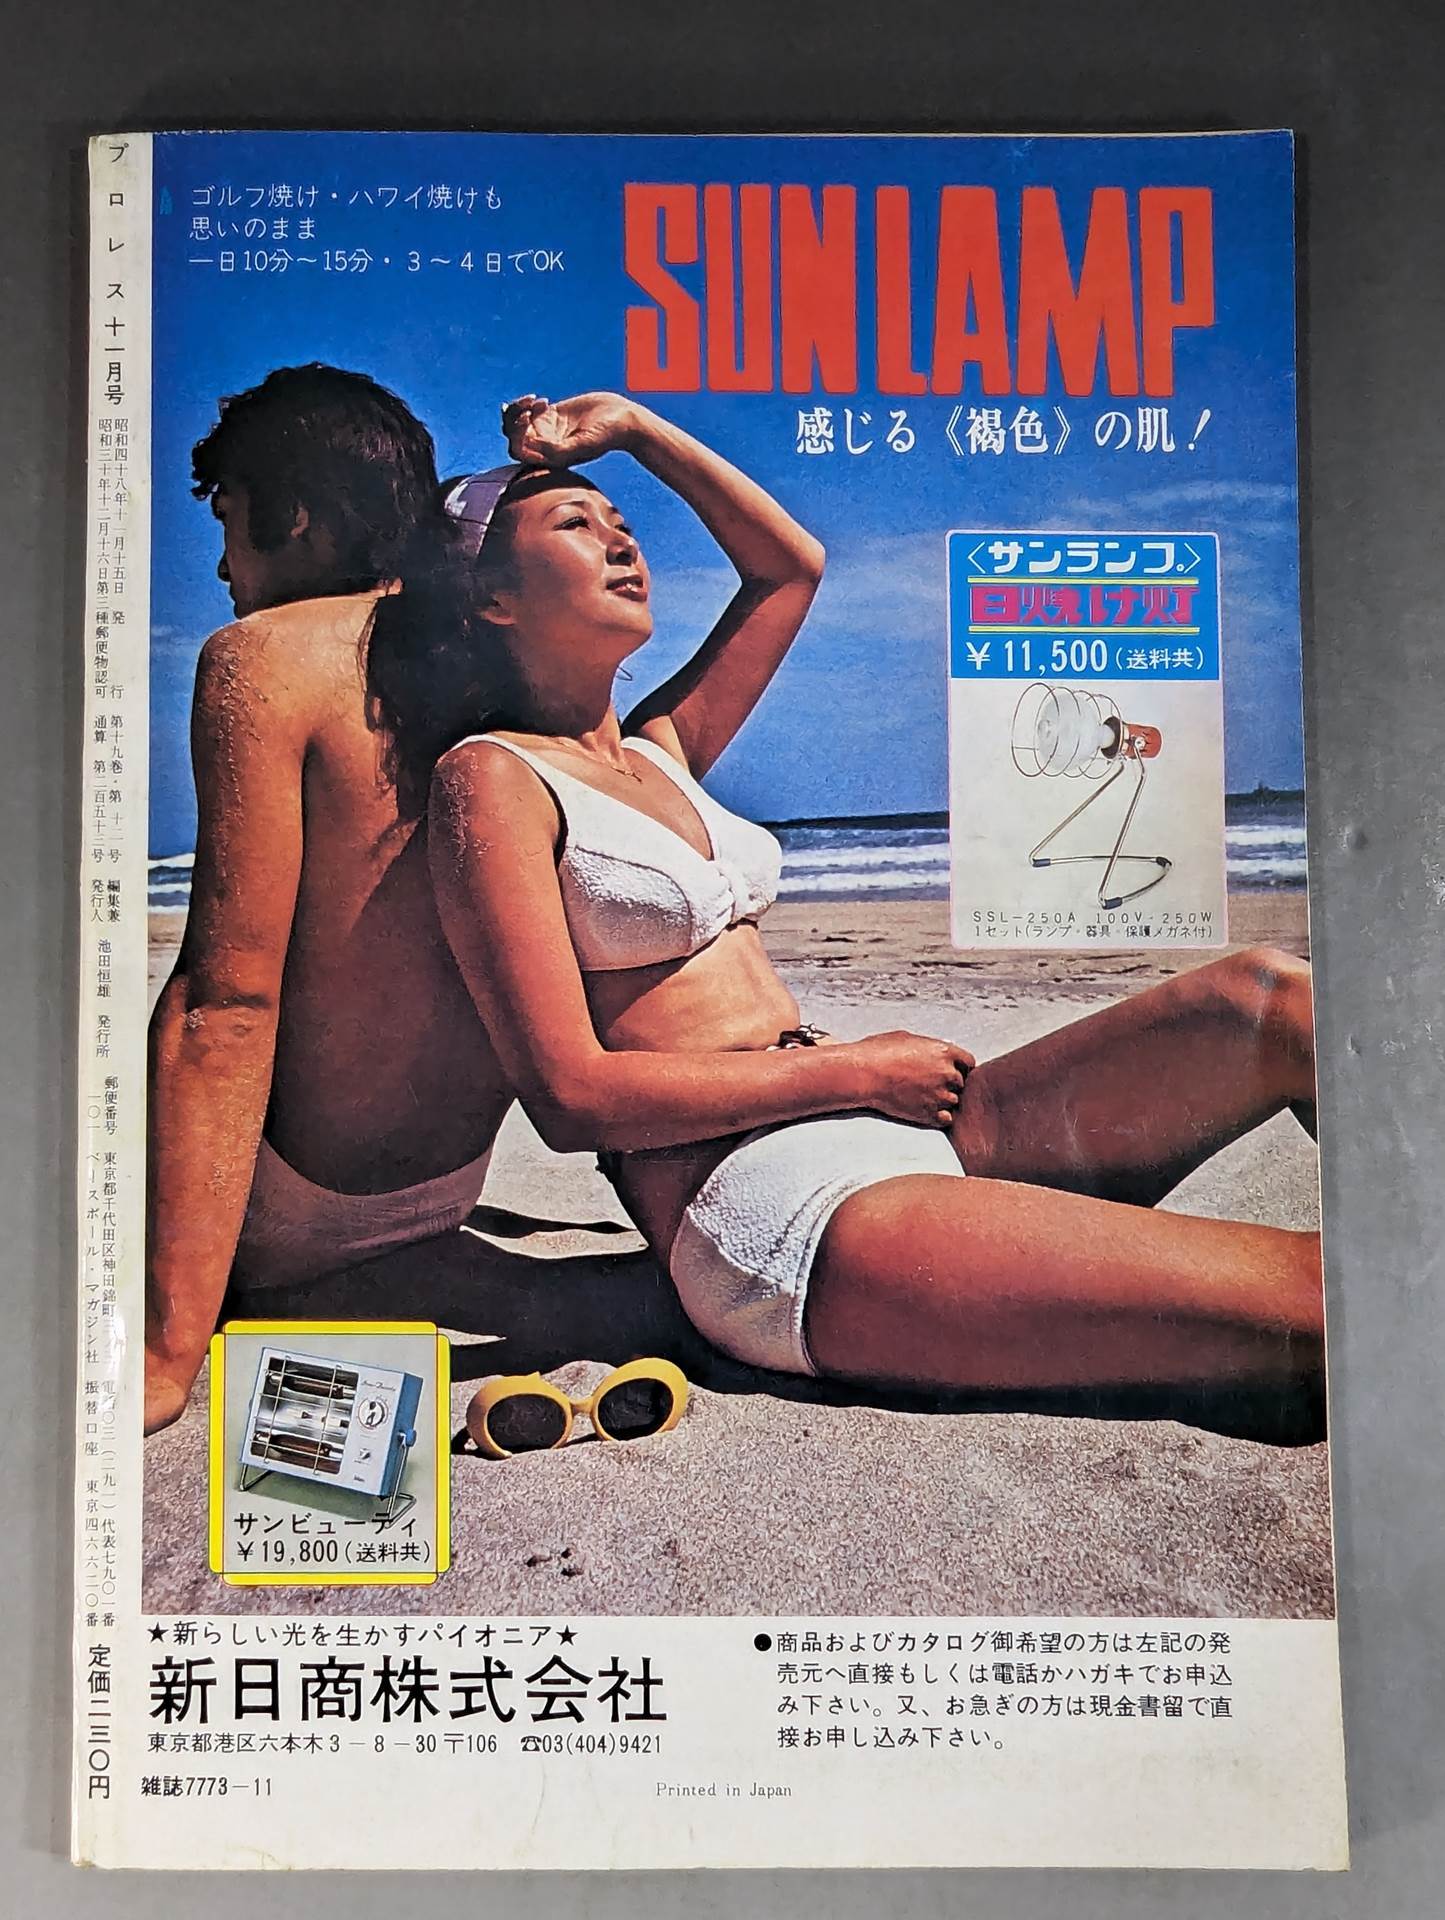 プロレス十一月号
昭和四十八年十一月十五日 発行 第十九巻・第十二号 編集兼
昭和三十年十二月十六日第三種郵便物認可 通算 第二百五十三号 発行人
池田恒雄
発行所
郵便番号
一〇一
東京都千代田区神田錦町
ベースボール・マガジン社
振替口座 東京四六六二〇番
(二九一)代表七九〇一番
定価二三〇円
ゴルフ焼け・ハワイ焼けも
思いのまま
一日10分〜15分・3〜4日でOK
SUN LAMP
感じる《褐色》の肌!
〈サンランプ〉
日焼け灯
¥11,500(送料共)
SSL-250A 100V-250W
1セット(ランプ・器具・保護メガネ付)
サンビューティ
¥19,800(送料共)
★新らしい光を生かすパイオニア★
新日商株式会社
東京都港区六本木3-8-30〒106 ☎03(404)9421
●商品およびカタログ御希望の方は左記の発
売元へ直接もしくは電話かハガキでお申込
み下さい。又、お急ぎの方は現金書留で直
接お申し込み下さい。
雑誌7773-11
Printed in Japan